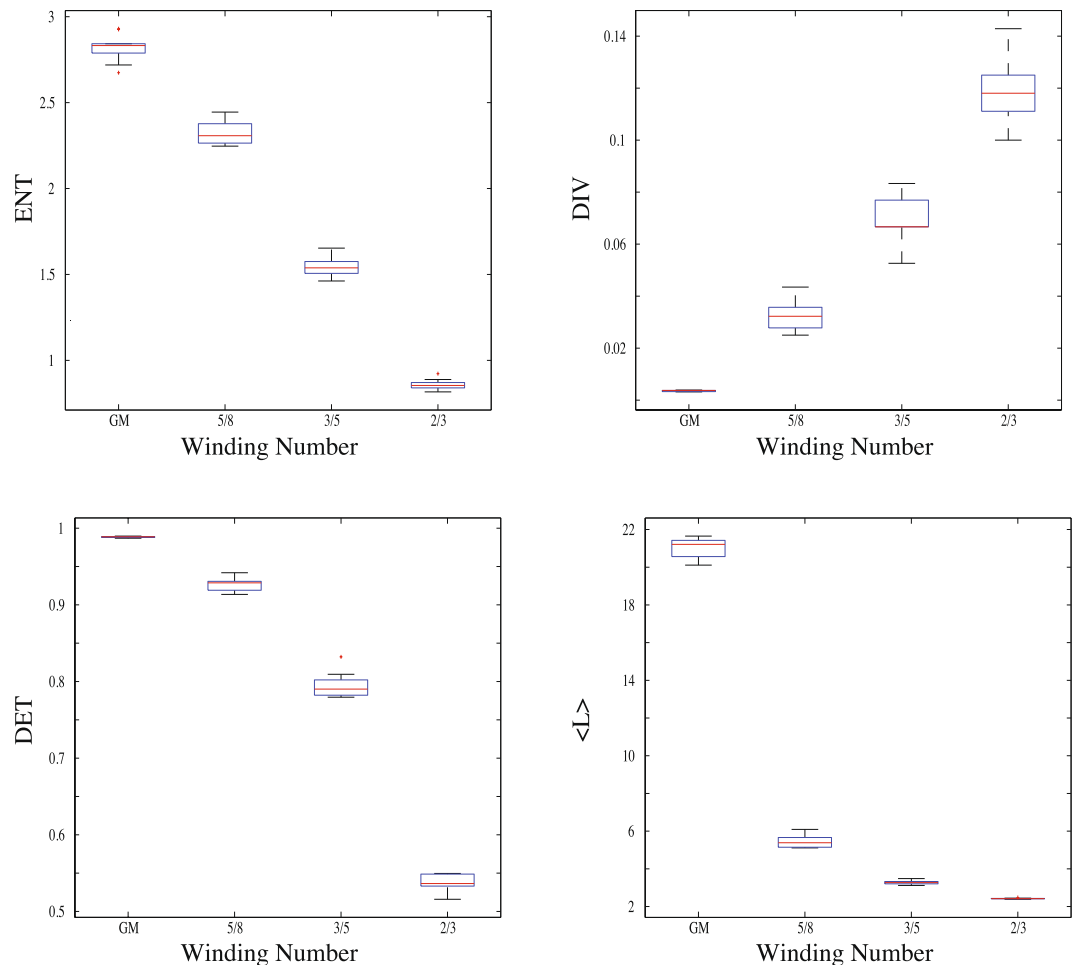 3
2.5
2
1.5
1
ENT
GM 5/8 3/5 2/3
Winding Number
0.14
0.1
0.06
0.02
DIV
GM 5/8 3/5 2/3
Winding Number
1
0.9
0.8
0.7
0.6
0.5
DET
GM 5/8 3/5 2/3
Winding Number
22
18
14
10
6
2
<L>
GM 5/8 3/5 2/3
Winding Number